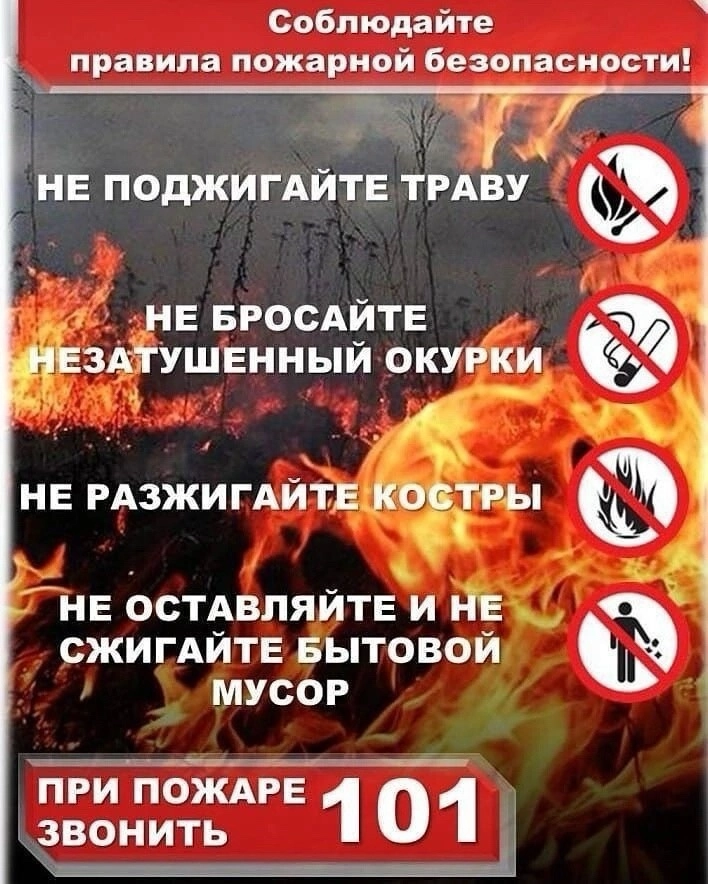 Соблюдайте
правила пожарной безопасности!
НЕ ПОДЖИГАЙТЕ ТРАВУ
НЕ БРОСАЙТЕ
НЕЗАТУШЕННЫЙ ОКУРКИ
НЕ РАЗЖИГАЙТЕ КОСТРЫ
НЕ ОСТАВЛЯЙТЕ И НЕ
СЖИГАЙТЕ БЫТОВОЙ
МУСОР
ПРИ ПОЖАРЕ
ЗВОНИТЬ 101